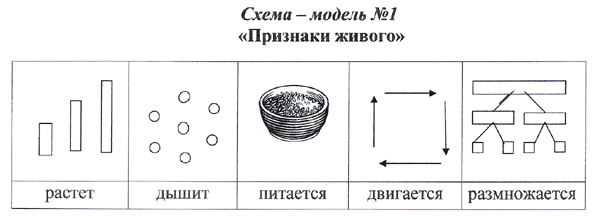 Схема – модель №1
«Признаки живого»
растет дышит питается двигается размножается